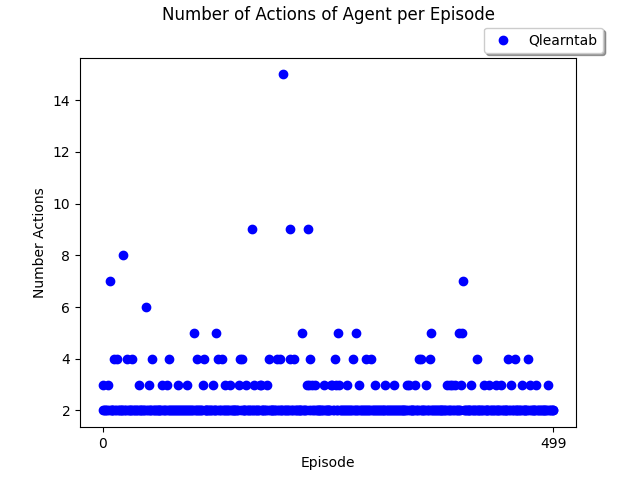 Number of Actions of Agent per Episode
Qlearntab
14
12
10
8
6
4
2
Number Actions
0
499
Episode